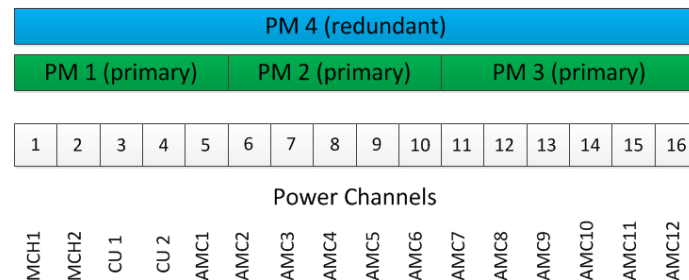 PM 4 (redundant)
PM 1 (primary) PM 2 (primary) PM 3 (primary)
1 2 3 4 5 6 7 8 9 10 11 12 13 14 15 16
Power Channels
MCH1 MCH2 CU 1 CU 2 AMC1 AMC2 AMC3 AMC4 AMC5 AMC6 AMC7 AMC8 AMC9 AMC10 AMC11 AMC12